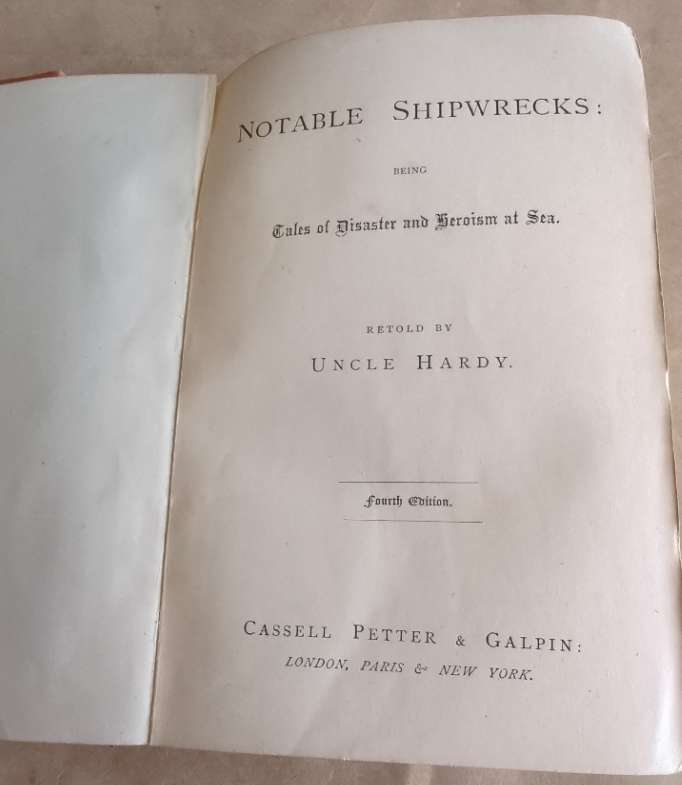 NOTABLE SHIPWRECKS:
BEING
Tales of Disaster and Heroism at Sea.
RETOLD BY
UNCLE HARDY.
Fourth Edition.
CASSELL PETTER & GALPIN:
LONDON, PARIS & NEW YORK.